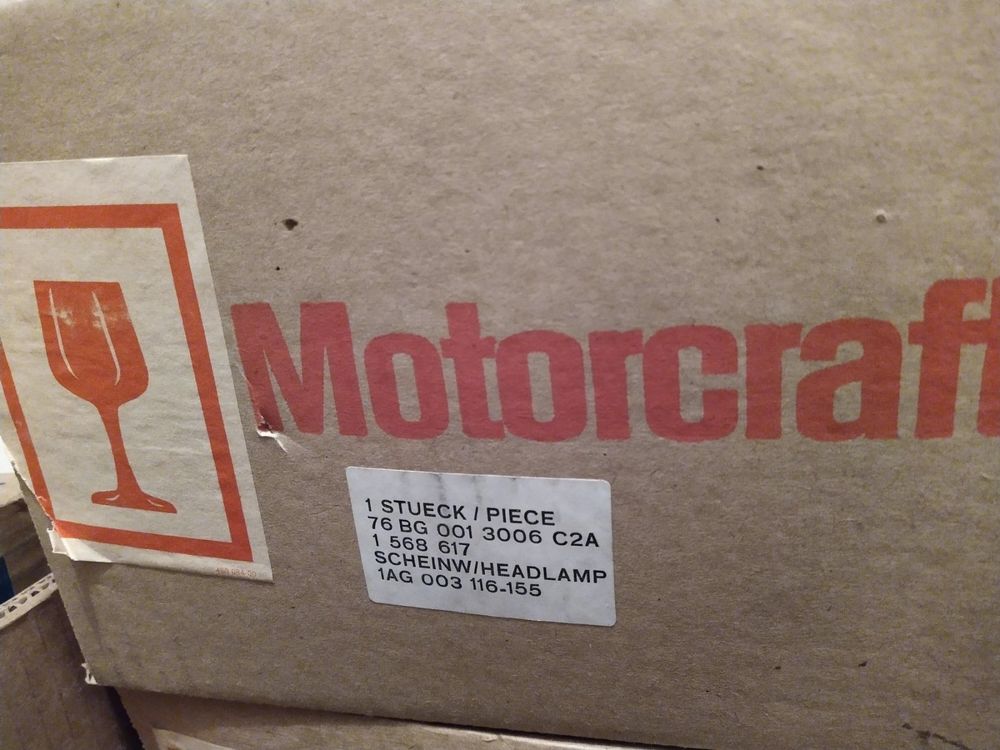 Motorcraft
1 STUECK / PIECE
76 BG 001 3006 C2A
1 568 617
SCHEINW/HEADLAMP
1AG 003 116-155